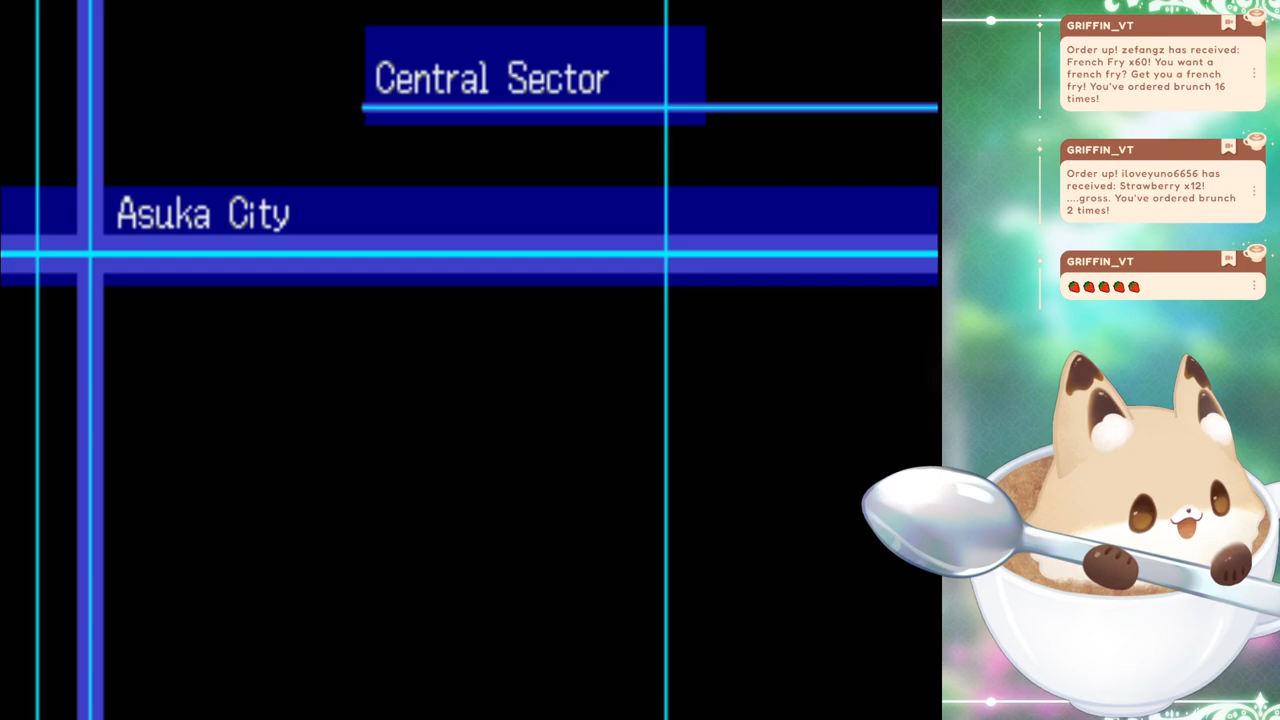 Central Sector
Asuka City
GRIFFIN_VT
Order up! zefangz has received:
French Fry x60! You want a
french fry? Get you a french
fry! You've ordered brunch 16
times!
GRIFFIN_VT
Order up! iloveyuno6656 has
received: Strawberry x12!
....gross. You've ordered brunch
2 times!
GRIFFIN_VT
🍓🍓🍓🍓🍓